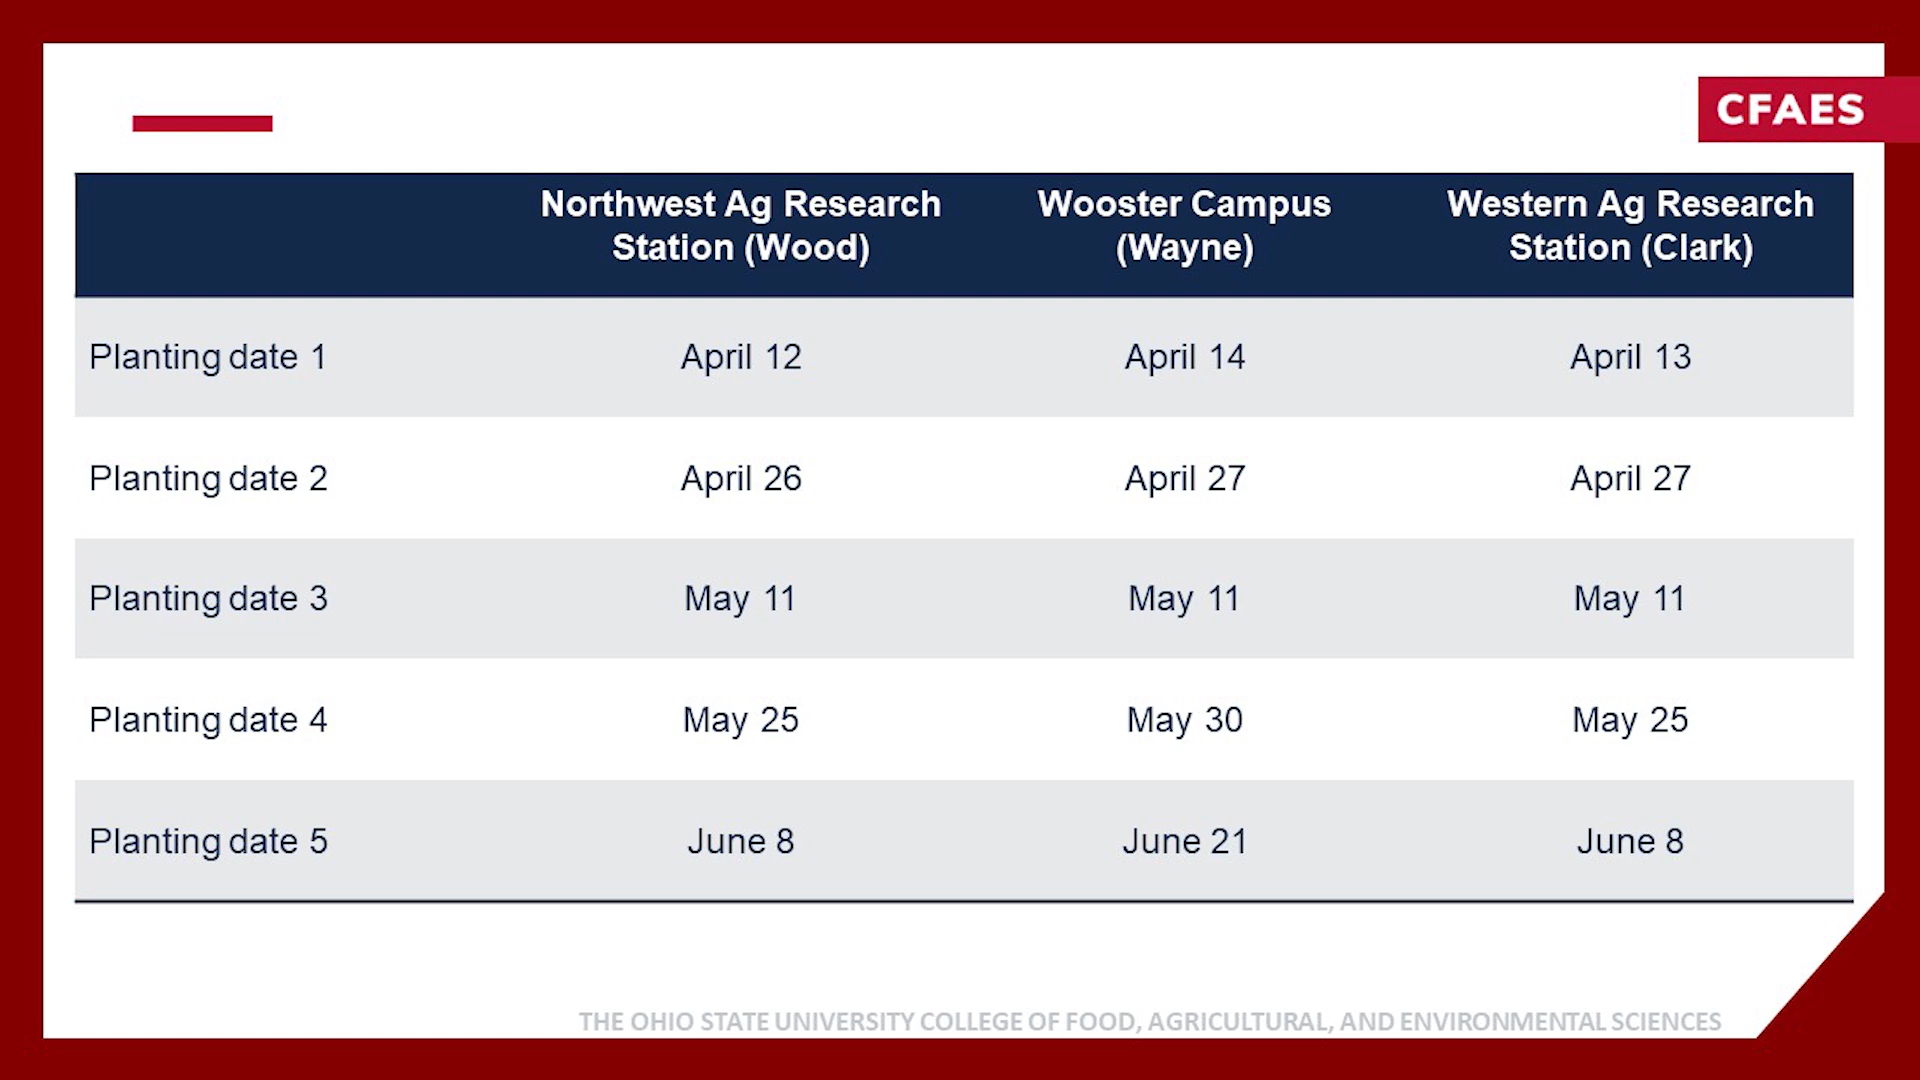 CFAES
Northwest Ag Research Station (Wood) Wooster Campus (Wayne) Western Ag Research Station (Clark)
Planting date 1 April 12 April 14 April 13
Planting date 2 April 26 April 27 April 27
Planting date 3 May 11 May 11 May 11
Planting date 4 May 25 May 30 May 25
Planting date 5 June 8 June 21 June 8
THE OHIO STATE UNIVERSITY COLLEGE OF FOOD, AGRICULTURAL, AND ENVIRONMENTAL SCIENCES